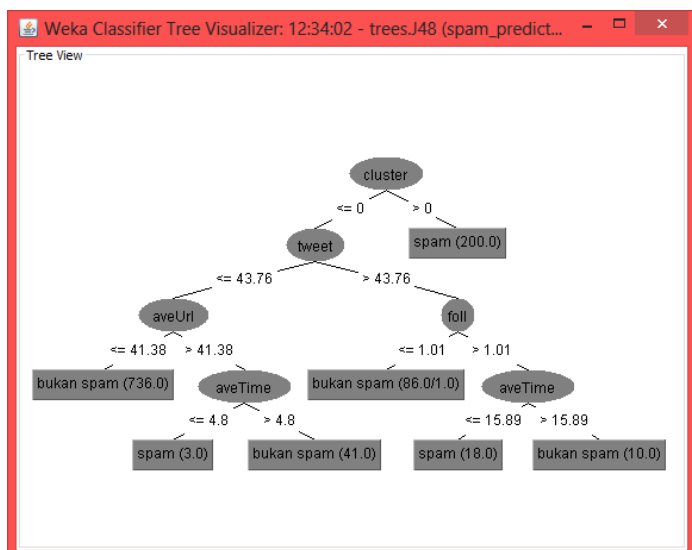 Weka Classifier Tree Visualizer: 12:34:02 - trees.J48 (spam_predict...
Tree View
cluster
<= 0 > 0
tweet spam (200.0)
<= 43.76 > 43.76
aveUrl foll
<= 41.38 > 41.38 <= 1.01 > 1.01
bukan spam (736.0) aveTime bukan spam (86.0/1.0) aveTime
<= 4.8 > 4.8 <= 15.89 > 15.89
spam (3.0) bukan spam (41.0) spam (18.0) bukan spam (10.0)